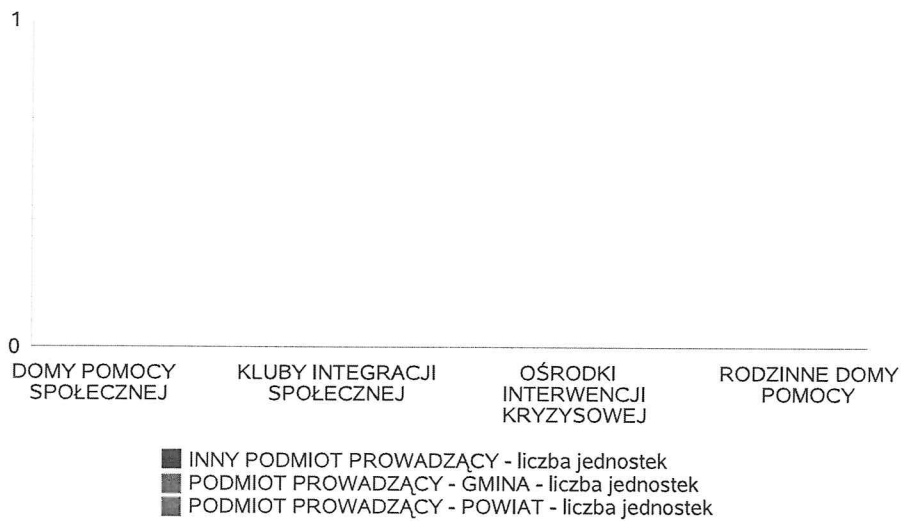 1
0
DOMY POMOCY
SPOŁECZNEJ
KLUBY INTEGRACJI
SPOŁECZNEJ
OŚRODKI
INTERWENCJI
KRYZYSOWEJ
RODZINNE DOMY
POMOCY
INNY PODMIOT PROWADZĄCY - liczba jednostek
PODMIOT PROWADZĄCY - GMINA - liczba jednostek
PODMIOT PROWADZĄCY - POWIAT - liczba jednostek